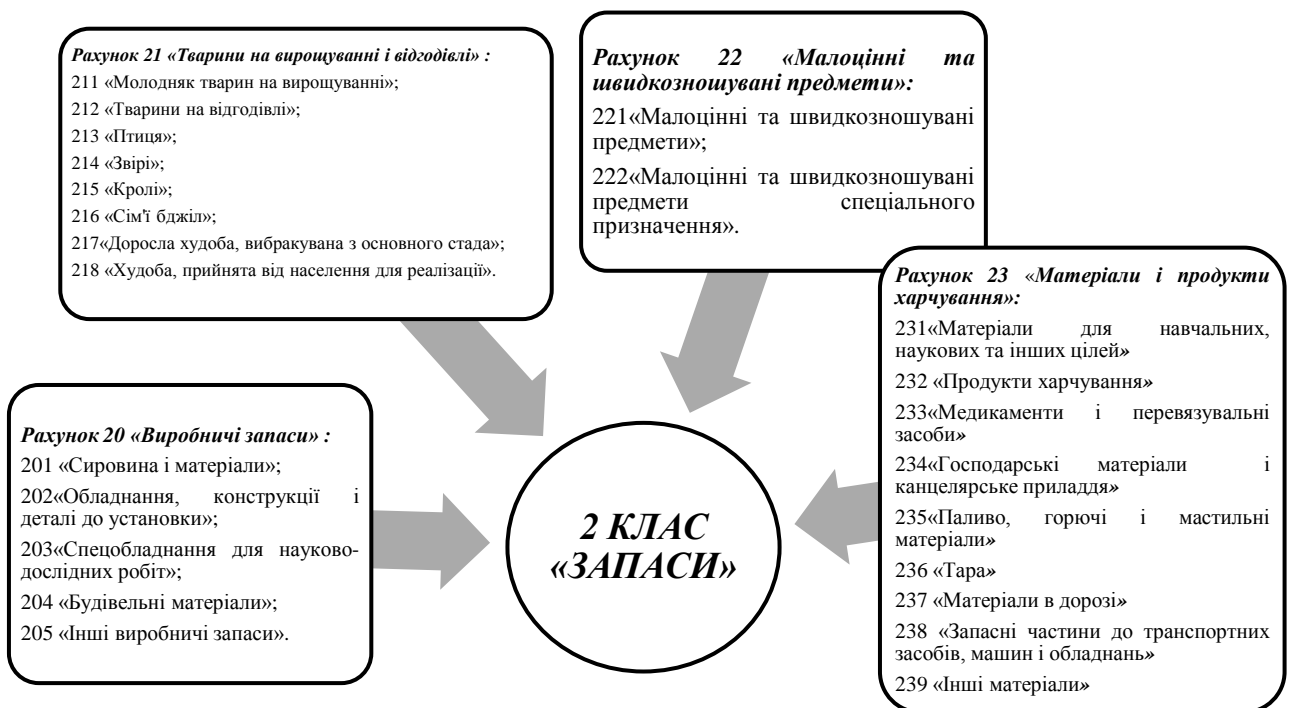 Рахунок 21 «Тварини на вирощуванні і відгодівлі» :
211 «Молодняк тварин на вирощуванні»;
212 «Тварини на відгодівлі»;
213 «Птиця»;
214 «Звірі»;
215 «Кролі»;
216 «Сім'ї бджіл»;
217«Доросла худоба, вибракувана з основного стада»;
218 «Худоба, прийнята від населення для реалізації».
Рахунок 22 «Малоцінні та
швидкозношувані предмети»:
221«Малоцінні та швидкозношувані
предмети»;
222«Малоцінні та швидкозношувані
предмети спеціального
призначення».
Рахунок 23 «Матеріали і продукти
харчування»:
231«Матеріали для навчальних,
наукових та інших цілей»
232 «Продукти харчування»
233«Медикаменти і перевязувальні
засоби»
234«Господарські матеріали і
канцелярське приладдя»
235«Паливо, горючі і мастильні
матеріали»
236 «Тара»
237 «Матеріали в дорозі»
238 «Запасні частини до транспортних
засобів, машин і обладнань»
239 «Інші матеріали»
Рахунок 20 «Виробничі запаси» :
201 «Сировина і матеріали»;
202«Обладнання, конструкції і
деталі до установки»;
203«Спецобладнання для науково-
дослідних робіт»;
204 «Будівельні матеріали»;
205 «Інші виробничі запаси».
2 КЛАС
«ЗАПАСИ»